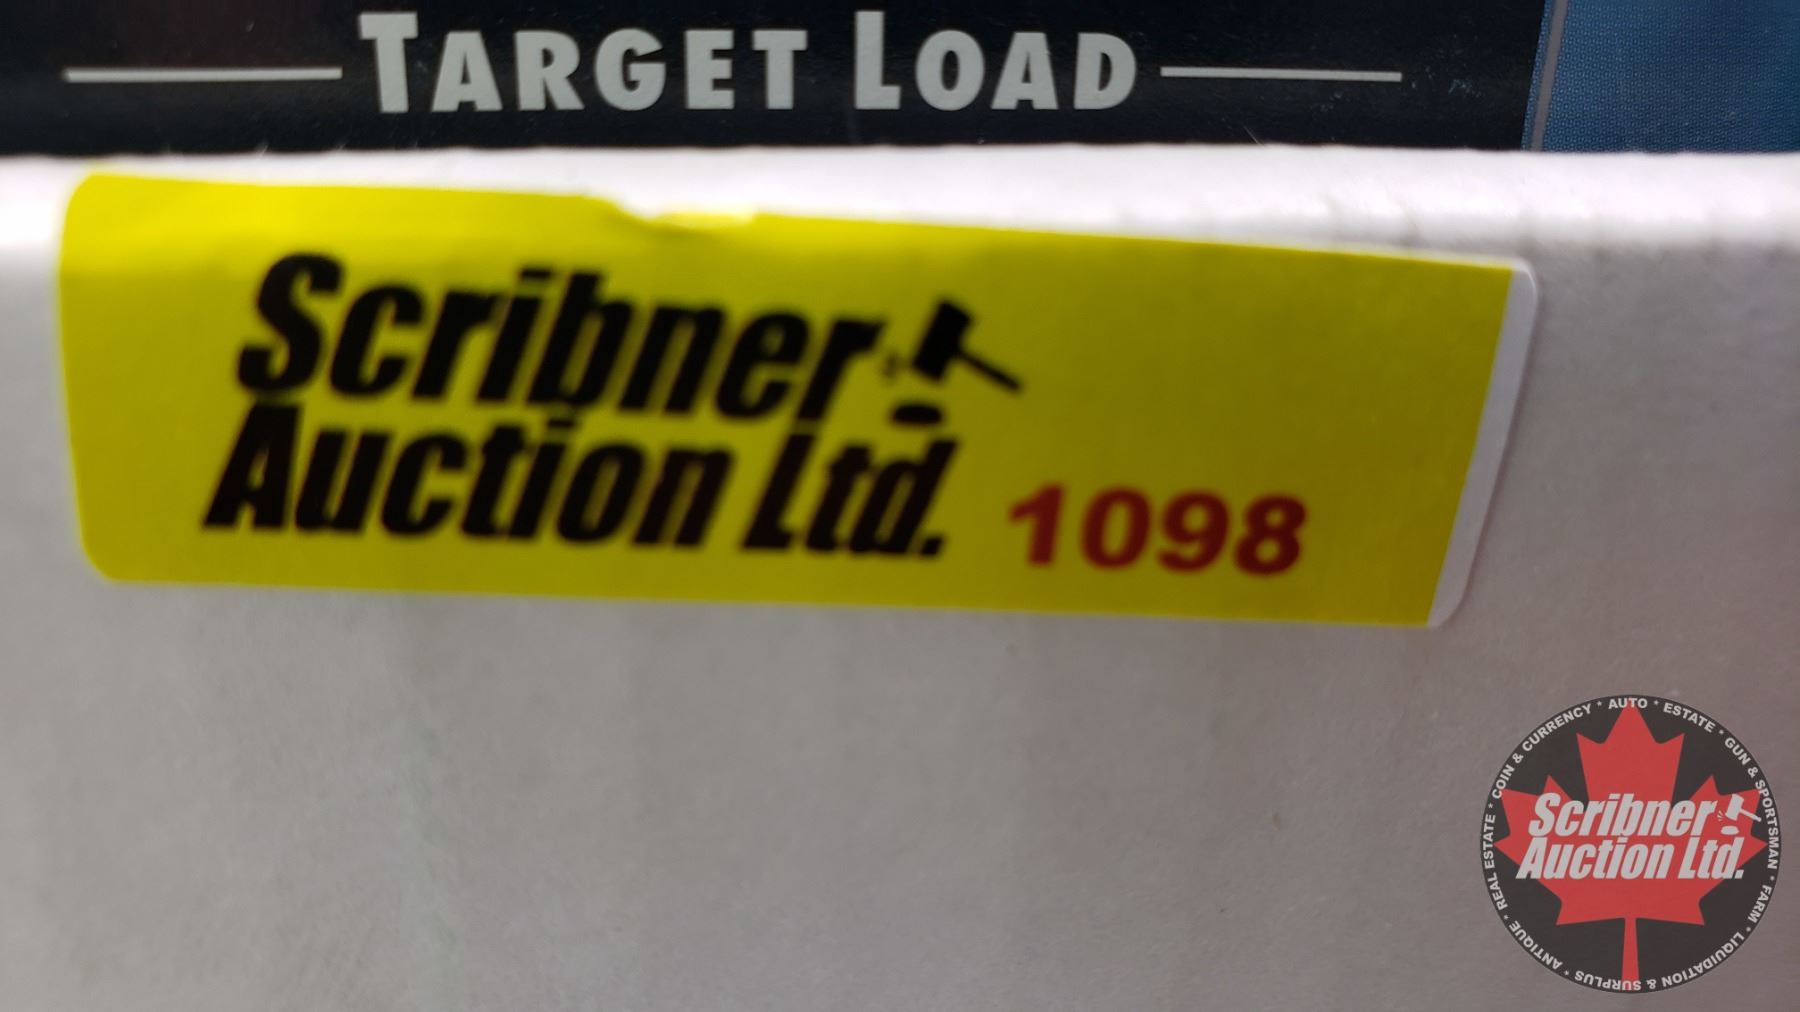 TARGET LOAD
Scribner
Auction Ltd.
1098
COIN & CURRENCY * AUTO * ESTATE * GUN & SPORTSMAN * FARM * LIQUIDATION & SURPLUS * ANTIQUE * REAL ESTATE *
Scribner
Auction Ltd.